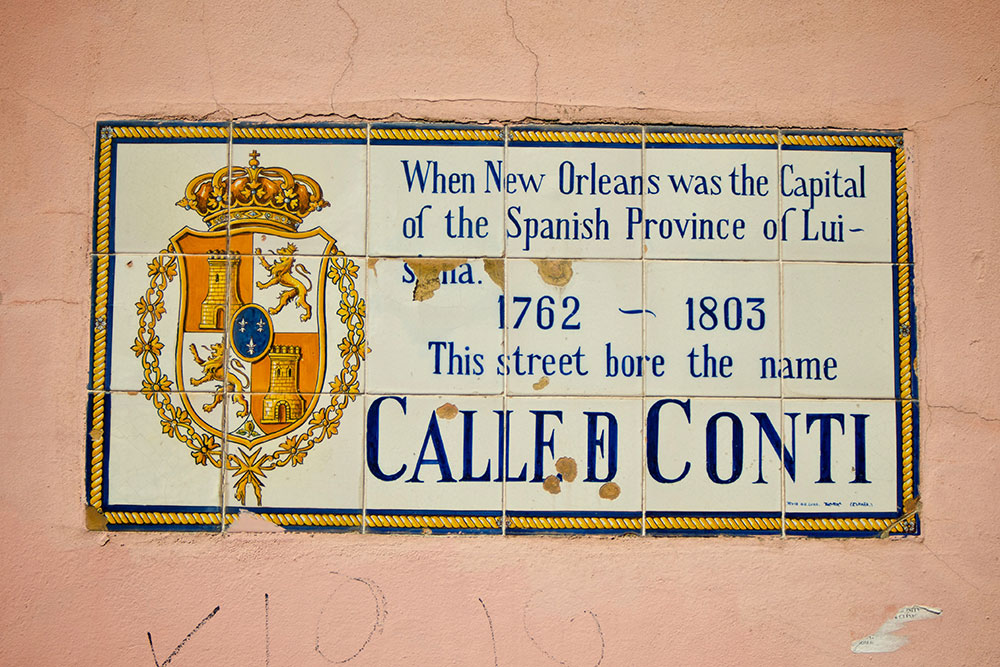 When New Orleans was the Capital
of the Spanish Province of Lui-
siana.
1762 ~ 1803
This street bore the name
CALLE DE CONTI